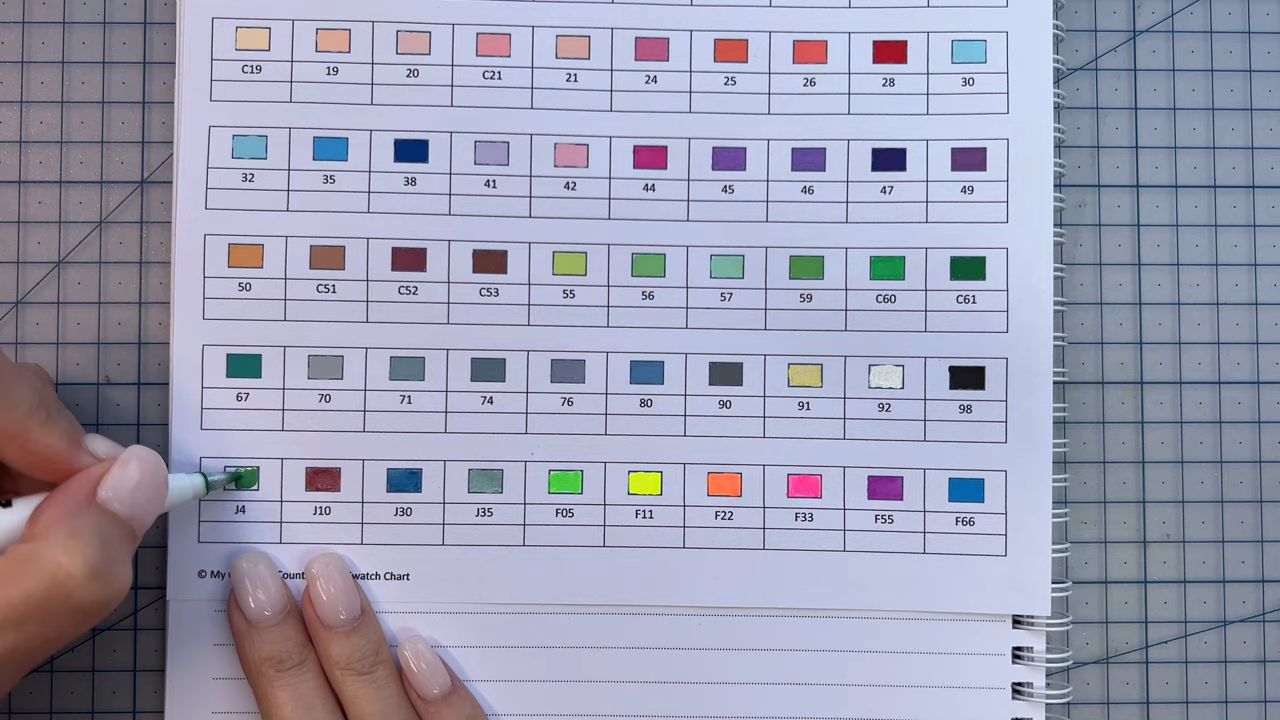 C19 19 20 C21 21 24 25 26 28 30
32 35 38 41 42 44 45 46 47 49
50 C51 C52 C53 55 56 57 59 C60 C61
67 70 71 74 76 80 90 91 92 98
J4 J10 J30 J35 F05 F11 F22 F33 F55 F66
© My Chart